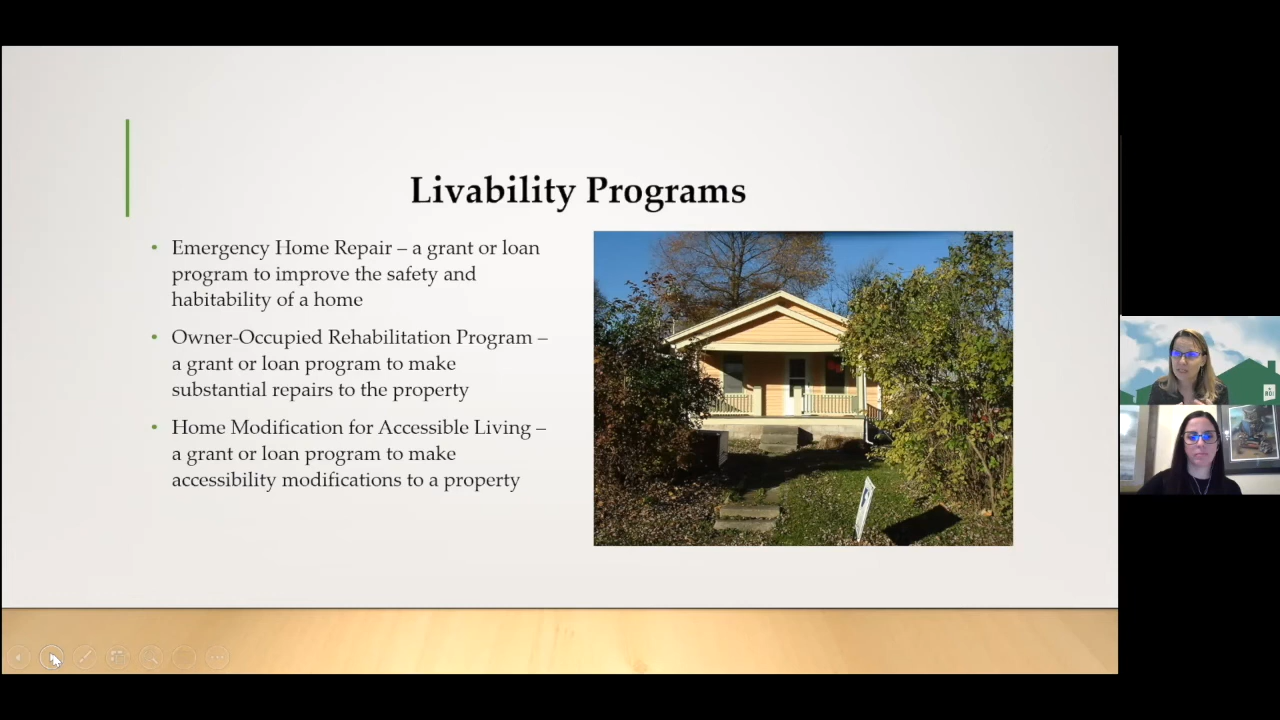 Livability Programs
• Emergency Home Repair – a grant or loan
program to improve the safety and
habitability of a home
• Owner-Occupied Rehabilitation Program –
a grant or loan program to make
substantial repairs to the property
• Home Modification for Accessible Living –
a grant or loan program to make
accessibility modifications to a property